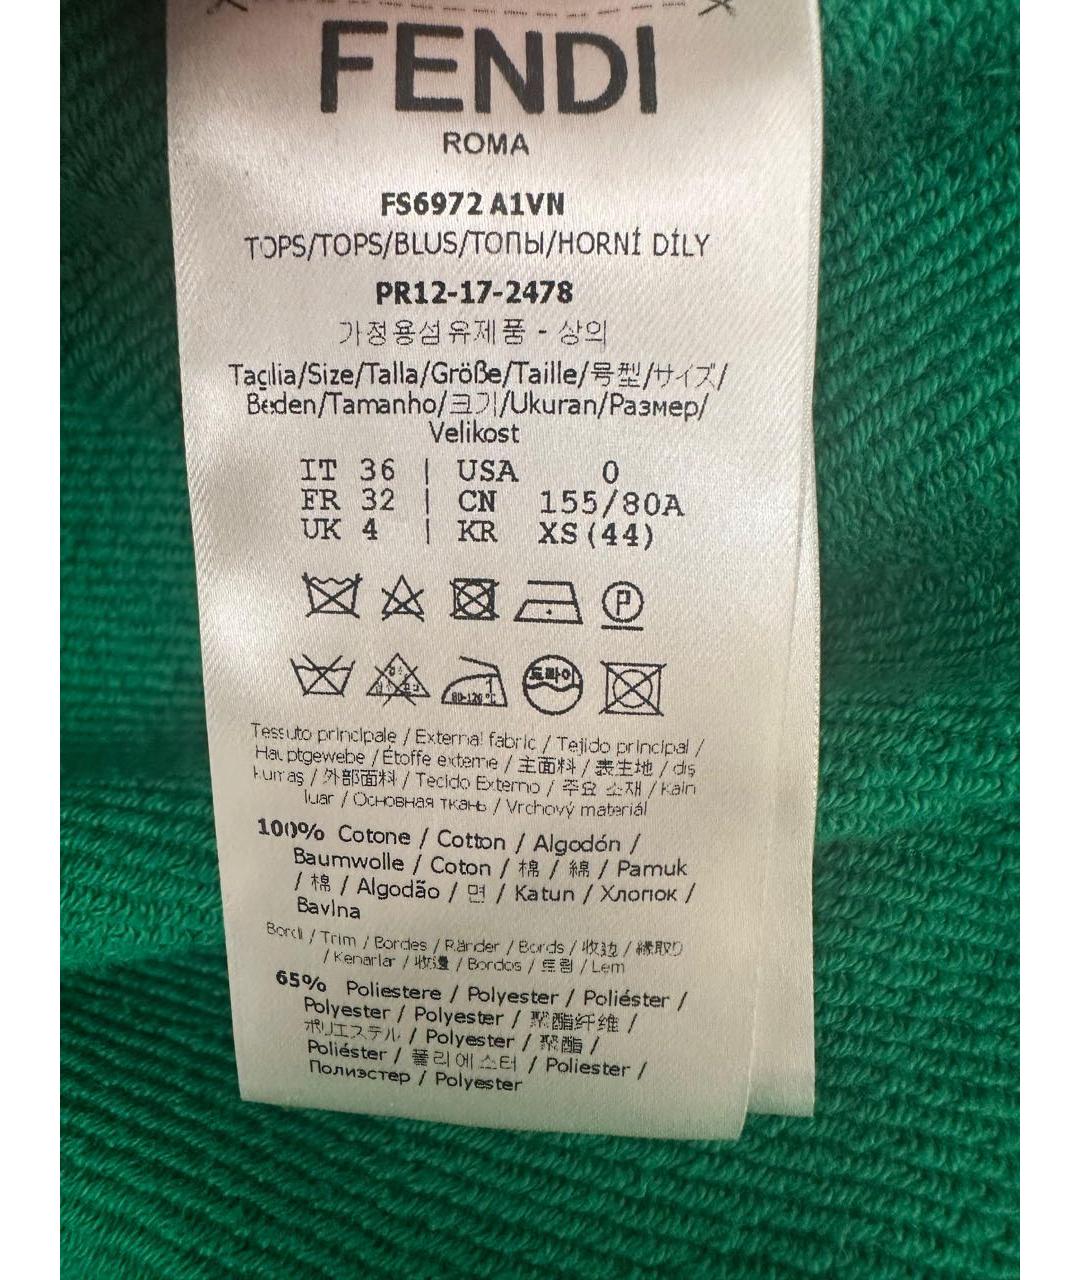 FENDI
ROMA
FS6972 A1VN
TOPS/TOPS/BLUS/ТОПЫ/HORNÍ DÍLY
PR12-17-2478
가정용섬유제품 - 상의
Taglia/Size/Talla/Größe/Taille/号型/サイズ/
Beden/Tamanho/크기/Ukuran/Размер/
Velikost
IT 36 | USA 0
FR 32 | CN 155/80A
UK 4 | KR XS(44)
P
80-120°C 드라이
Tessuto principale / External fabric / Tejido principal /
Hauptgewebe / Étoffe externe / 主面料 / 表生地 / dış
kumaş / 外部面料 / Tecido Externo / 주요 소재 / Kain
luar / Основная ткань / Vrchový materiál
100% Cotone / Cotton / Algodón /
Baumwolle / Coton / 棉 / 綿 / Pamuk
/ 棉 / Algodão / 면 / Katun / Хлопок /
Bavlna
Bordi / Trim / Bordes / Ränder / Bords / 收边 / 縁取り
/ Kenarlar / 收邊 / Bordos / 트림 / Lem
65% Poliestere / Polyester / Poliéster /
Polyester / Polyester / 聚酯纤维 /
ポリエステル / Polyester / 聚酯 /
Poliéster / 폴리에스터 / Poliester /
Полиэстер / Polyester